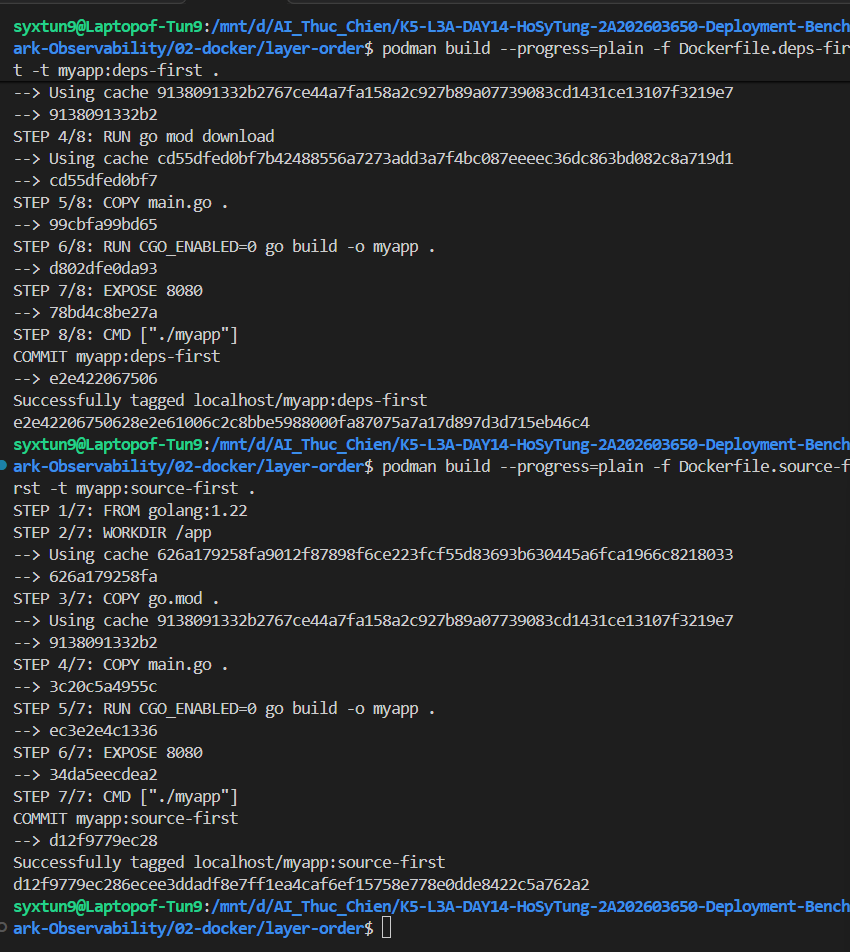 syxtun9@Laptopof-Tun9:/mnt/d/AI_Thuc_Chien/K5-L3A-DAY14-HoSyTung-2A202603650-Deployment-Bench
ark-Observability/02-docker/layer-order$ podman build --progress=plain -f Dockerfile.deps-fir
t -t myapp:deps-first .
--> Using cache 9138091332b2767ce44a7fa158a2c927b89a07739083cd1431ce13107f3219e7
--> 9138091332b2
STEP 4/8: RUN go mod download
--> Using cache cd55dfed0bf7b42488556a7273add3a7f4bc087eeeec36dc863bd082c8a719d1
--> cd55dfed0bf7
STEP 5/8: COPY main.go .
--> 99cbfa99bd65
STEP 6/8: RUN CGO_ENABLED=0 go build -o myapp .
--> d802dfe0da93
STEP 7/8: EXPOSE 8080
--> 78bd4c8be27a
STEP 8/8: CMD ["./myapp"]
COMMIT myapp:deps-first
--> e2e422067506
Successfully tagged localhost/myapp:deps-first
e2e42206750628e2e61006c2c8bbe5988000fa87075a7a17d897d3d715eb46c4
syxtun9@Laptopof-Tun9:/mnt/d/AI_Thuc_Chien/K5-L3A-DAY14-HoSyTung-2A202603650-Deployment-Bench
ark-Observability/02-docker/layer-order$ podman build --progress=plain -f Dockerfile.source-f
rst -t myapp:source-first .
STEP 1/7: FROM golang:1.22
STEP 2/7: WORKDIR /app
--> Using cache 626a179258fa9012f87898f6ce223fcf55d83693b630445a6fca1966c8218033
--> 626a179258fa
STEP 3/7: COPY go.mod .
--> Using cache 9138091332b2767ce44a7fa158a2c927b89a07739083cd1431ce13107f3219e7
--> 9138091332b2
STEP 4/7: COPY main.go .
--> 3c20c5a4955c
STEP 5/7: RUN CGO_ENABLED=0 go build -o myapp .
--> ec3e2e4c1336
STEP 6/7: EXPOSE 8080
--> 34da5eecdea2
STEP 7/7: CMD ["./myapp"]
COMMIT myapp:source-first
--> d12f9779ec28
Successfully tagged localhost/myapp:source-first
d12f9779ec286ecee3ddadf8e7ff1ea4caf6ef15758e778e0dde8422c5a762a2
syxtun9@Laptopof-Tun9:/mnt/d/AI_Thuc_Chien/K5-L3A-DAY14-HoSyTung-2A202603650-Deployment-Bench
ark-Observability/02-docker/layer-order$